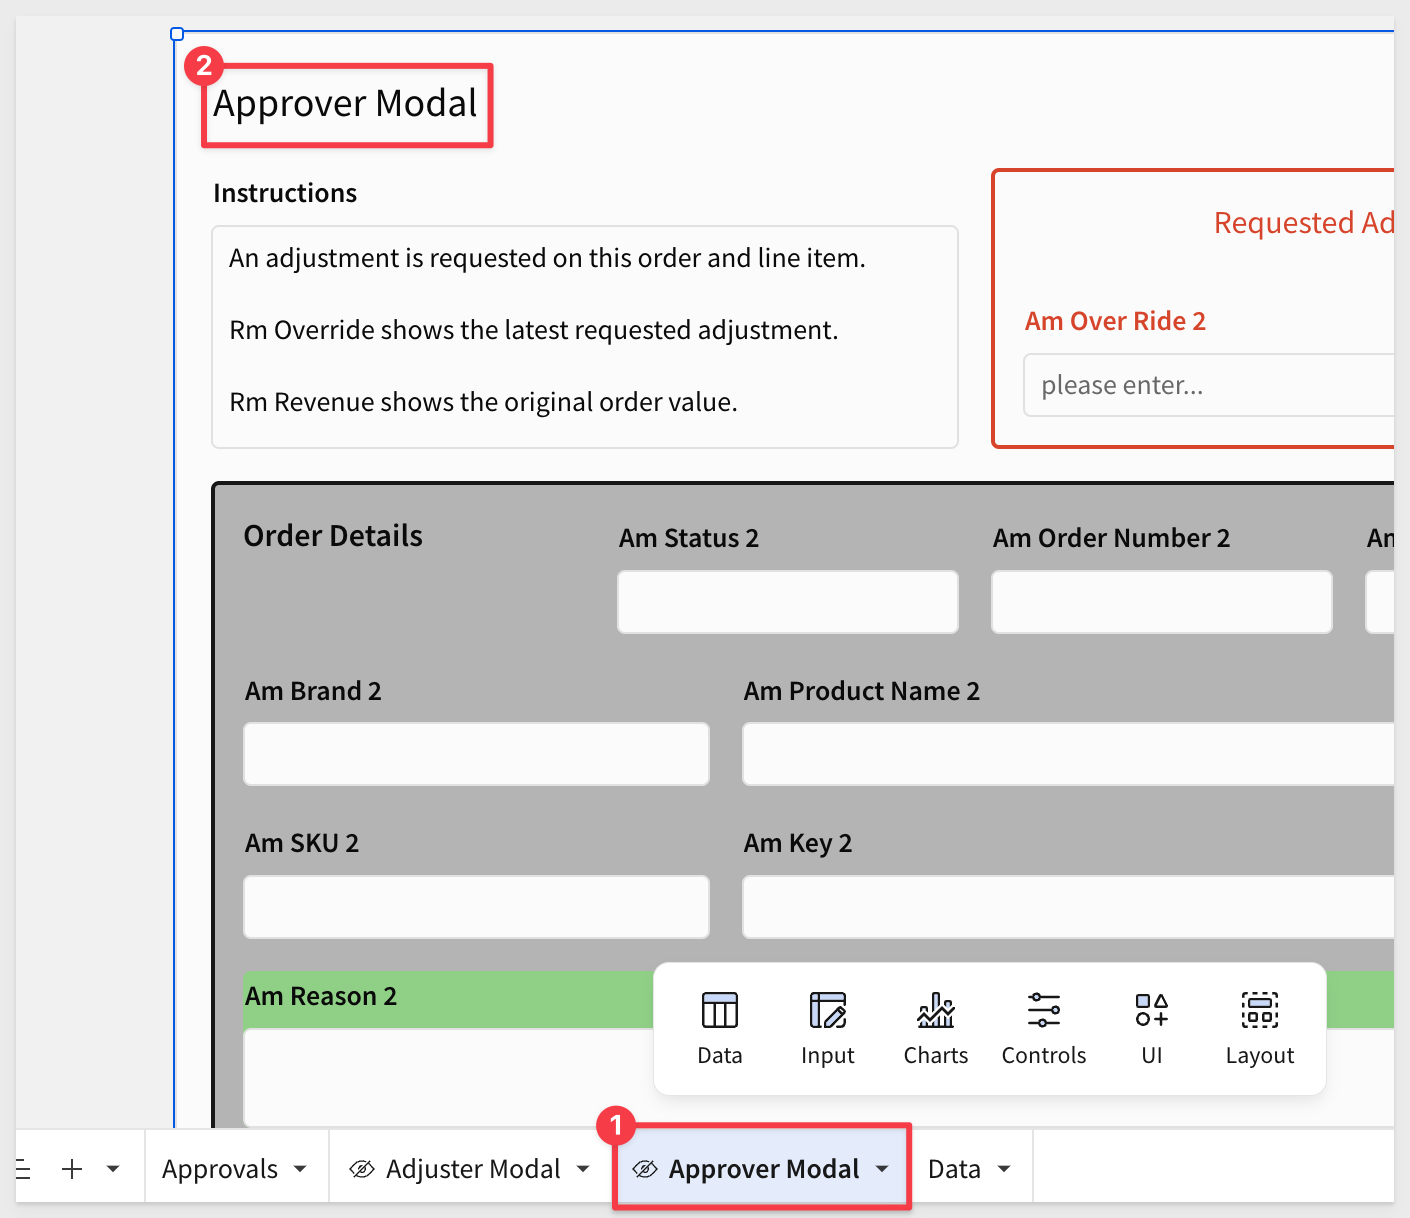 2
Approver Modal
Instructions
An adjustment is requested on this order and line item.
Rm Override shows the latest requested adjustment.
Rm Revenue shows the original order value.
Requested Ad
Am Over Ride 2
please enter...
Order Details
Am Status 2
Am Order Number 2
Am Brand 2
Am Product Name 2
Am SKU 2
Am Key 2
Am Reason 2
Data
Input
Charts
Controls
UI
Layout
1
Approvals
Adjuster Modal
Approver Modal
Data